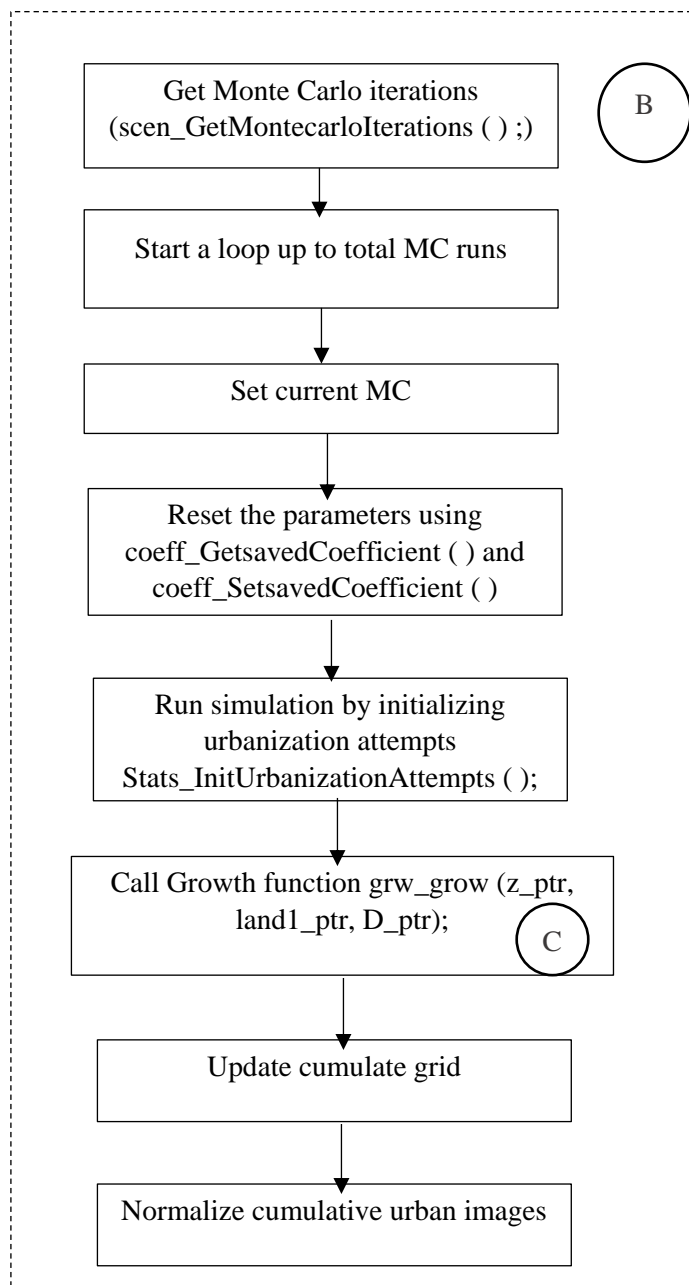 Get Monte Carlo iterations
(scen_GetMontecarloIterations ( ) ;)
B
Start a loop up to total MC runs
Set current MC
Reset the parameters using
coeff_GetsavedCoefficient ( ) and
coeff_SetsavedCoefficient ( )
Run simulation by initializing
urbanization attempts
Stats_InitUrbanizationAttempts ( );
Call Growth function grw_grow (z_ptr,
land1_ptr, D_ptr);
C
Update cumulate grid
Normalize cumulative urban images